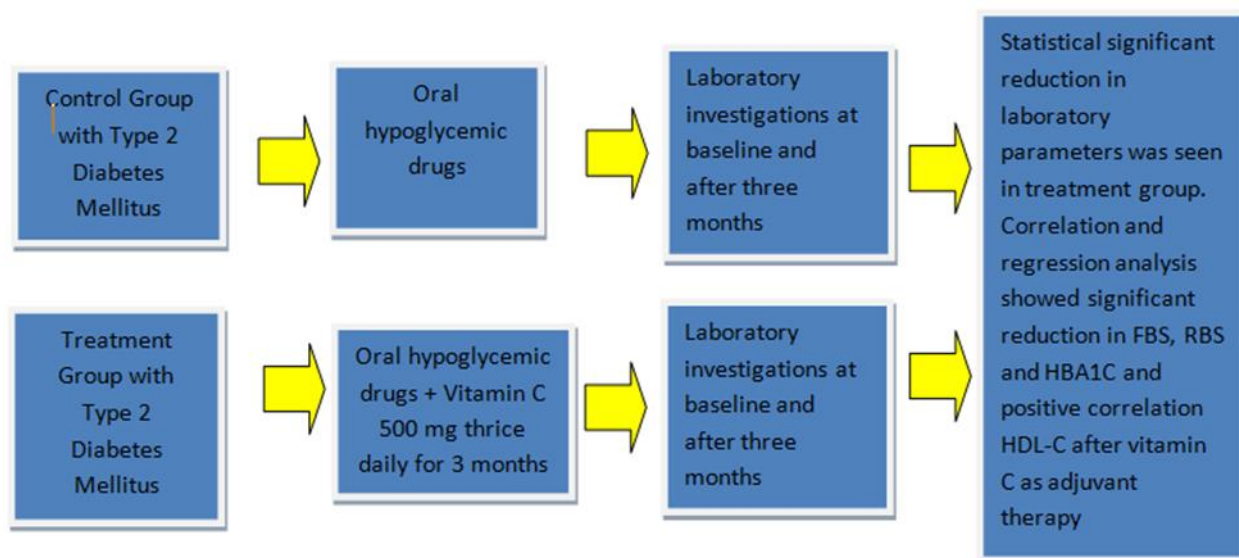 Control Group
with Type 2
Diabetes
Mellitus
Oral
hypoglycemic
drugs
Laboratory
investigations at
baseline and
after three
months
Treatment
Group with
Type 2
Diabetes
Mellitus
Oral hypoglycemic
drugs + Vitamin C
500 mg thrice
daily for 3 months
Laboratory
investigations at
baseline and
after three
months
Statistical significant
reduction in
laboratory
parameters was seen
in treatment group.
Correlation and
regression analysis
showed significant
reduction in FBS, RBS
and HBA1C and
positive correlation
HDL-C after vitamin
C as adjuvant
therapy